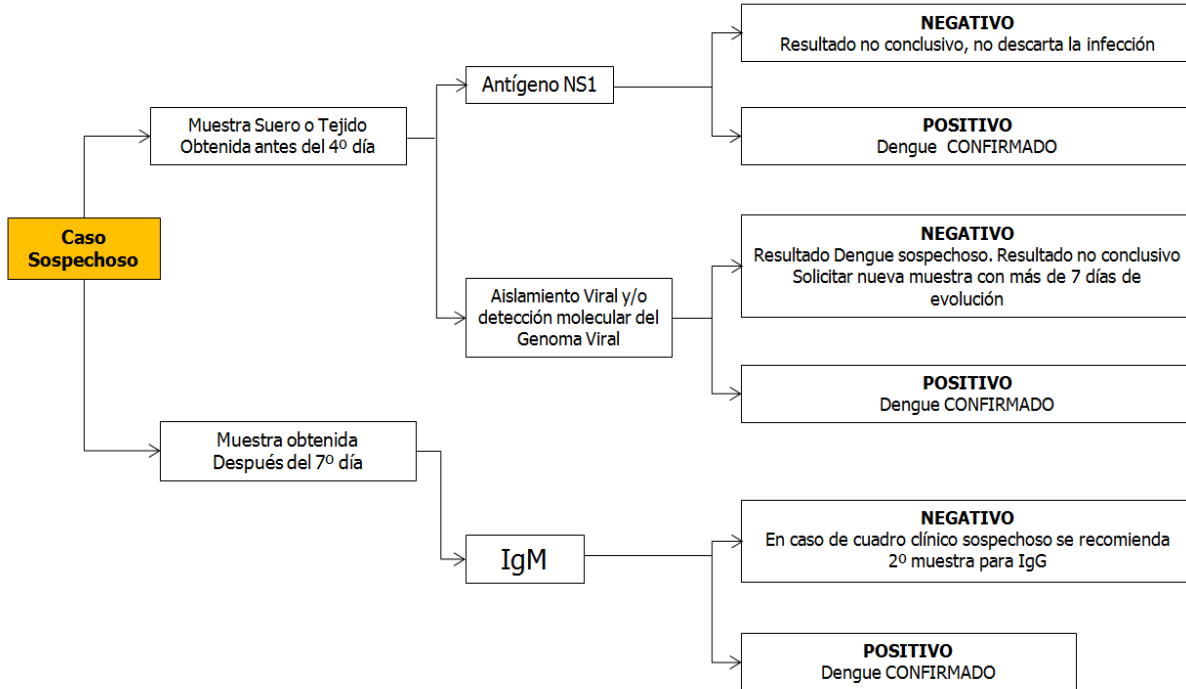 Caso
Sospechoso
Muestra Suero o Tejido
Obtenida antes del 4º día
Antígeno NS1
NEGATIVO
Resultado no conclusivo, no descarta la infección
POSITIVO
Dengue CONFIRMADO
Aislamiento Viral y/o
detección molecular del
Genoma Viral
NEGATIVO
Resultado Dengue sospechoso. Resultado no conclusivo
Solicitar nueva muestra con más de 7 días de
evolución
POSITIVO
Dengue CONFIRMADO
Muestra obtenida
Después del 7º día
IgM
NEGATIVO
En caso de cuadro clínico sospechoso se recomienda
2º muestra para IgG
POSITIVO
Dengue CONFIRMADO